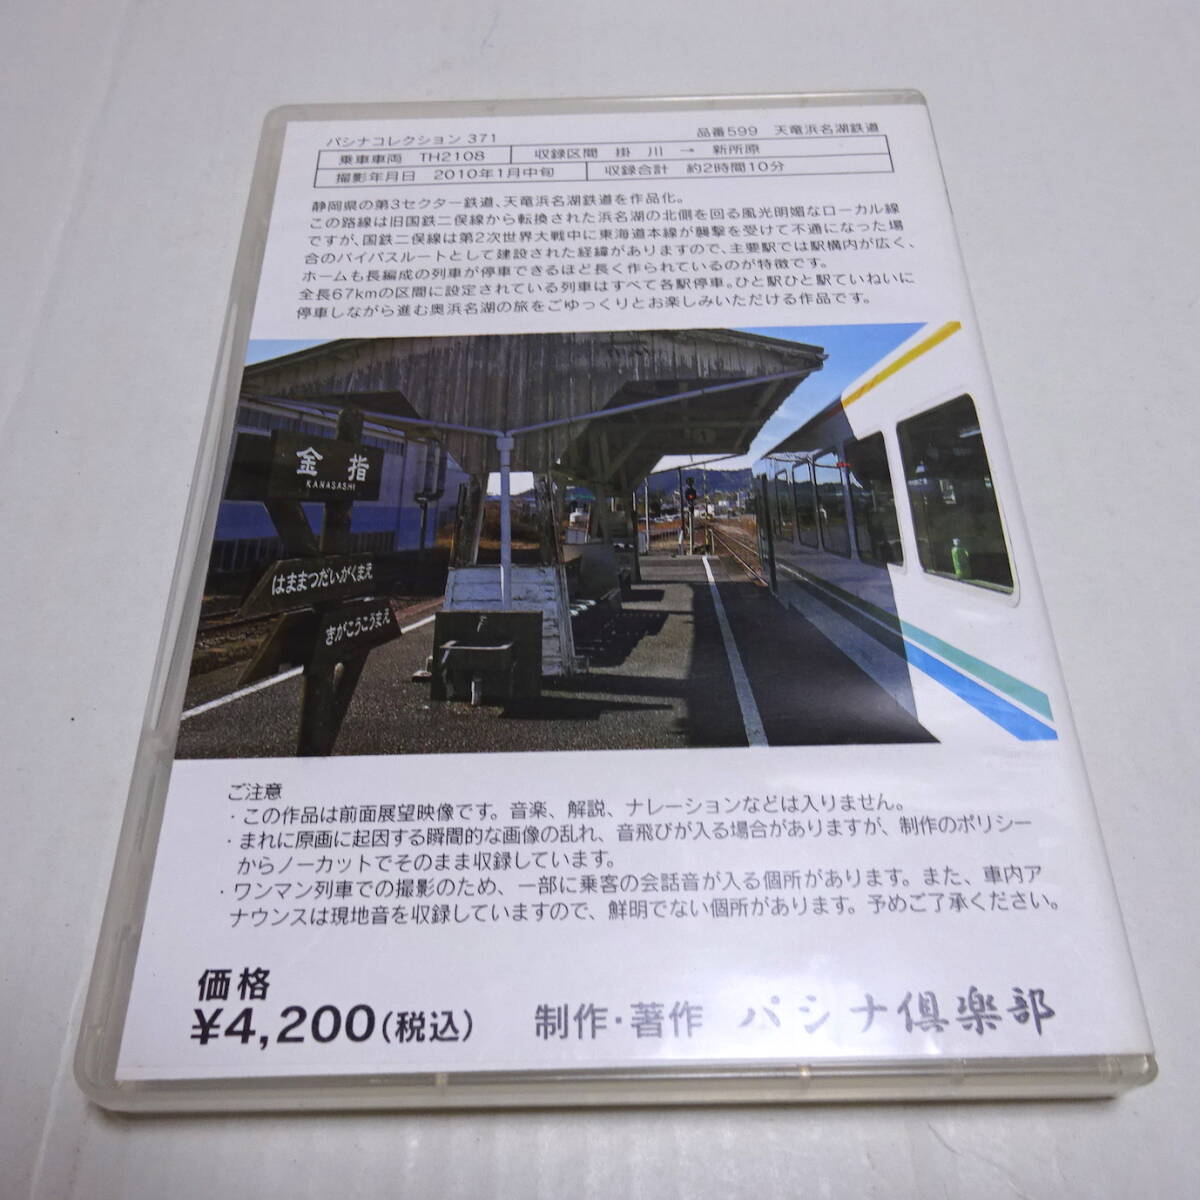 パシナコレクション 371
品番599 天竜浜名湖鉄道
乗車車両 TH2108 収録区間 掛川 → 新所原
撮影年月日 2010年1月中旬 収録合計 約2時間10分
静岡県の第3セクター鉄道、天竜浜名湖鉄道を作品化。
この路線は旧国鉄二俣線から転換された浜名湖の北側を回る風光明媚なローカル線
ですが、国鉄二俣線は第2次世界大戦中に東海道本線が襲撃を受けて不通になった場
合のバイパスルートとして建設された経緯がありますので、主要駅では駅構内が広く、
ホームも長編成の列車が停車できるほど長く作られているのが特徴です。
全長67kmの区間に設定されている列車はすべて各駅停車。ひと駅ひと駅ていねいに
停車しながら進む奥浜名湖の旅をごゆっくりとお楽しみいただける作品です。
金指
KANASASHI
はままつだいがくまえ
きがこうこうまえ
ご注意
・この作品は前面展望映像です。音楽、解説、ナレーションなどは入りません。
・まれに原画に起因する瞬間的な画像の乱れ、音飛びが入る場合がありますが、制作のポリシー
からノーカットでそのまま収録しています。
・ワンマン列車での撮影のため、一部に乗客の会話音が入る個所があります。また、車内ア
ナウンスは現地音を収録していますので、鮮明でない個所があります。予めご了承ください。
価格
¥4,200(税込)
制作・著作 パシナ倶楽部